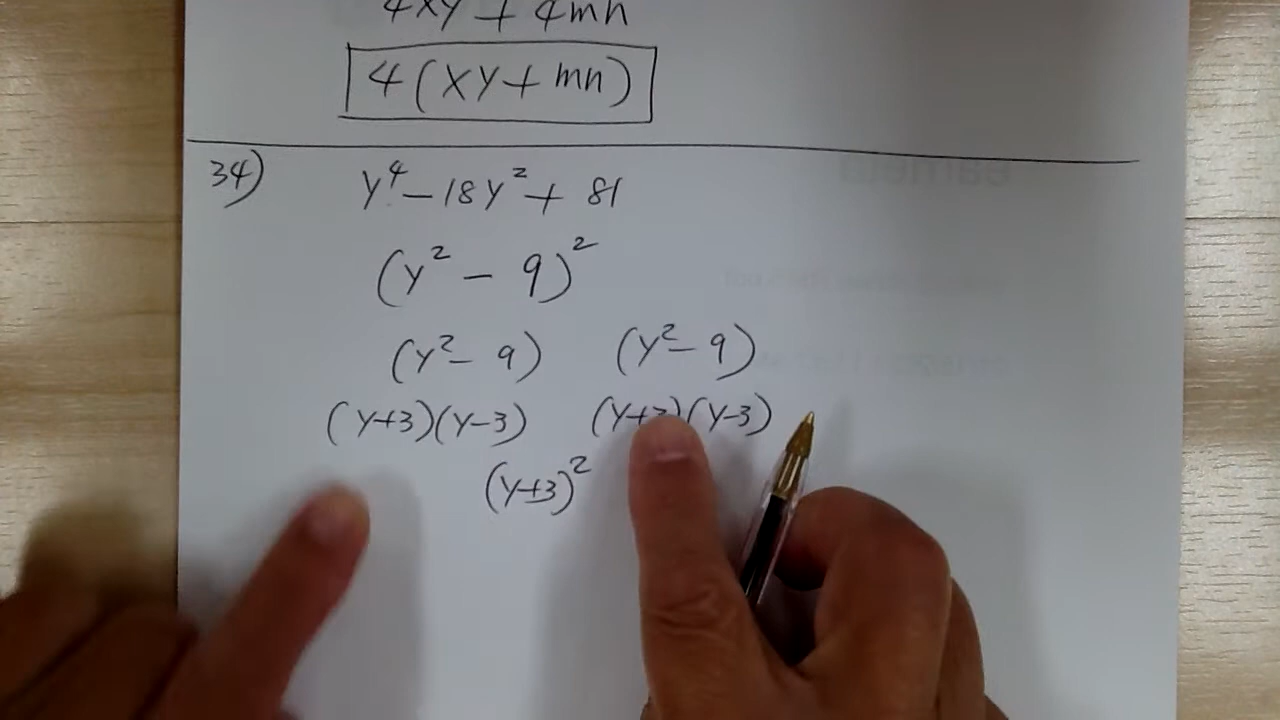 4xy + 4mn
4(xy + mn)
34) y⁴ - 18y² + 81
(y² - 9)²
(y² - 9) (y² - 9)
(y+3)(y-3) (y+3)(y-3)
(y+3)²